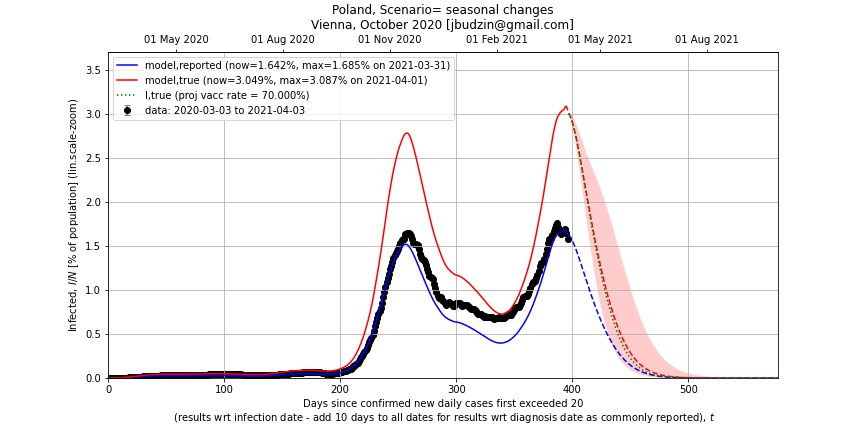 Poland, Scenario= seasonal changes
Vienna, October 2020 [jbudzin@gmail.com]
01 May 2020 01 Aug 2020 01 Nov 2020 01 Feb 2021 01 May 2021 01 Aug 2021
model,reported (now=1.642%, max=1.685% on 2021-03-31)
model,true (now=3.049%, max=3.087% on 2021-04-01)
I,true (proj vacc rate = 70.000%)
data: 2020-03-03 to 2021-04-03
Infected, I/N [% of population] (lin.scale-zoom)
3.5
3.0
2.5
2.0
1.5
1.0
0.5
0.0
0 100 200 300 400 500
Days since confirmed new daily cases first exceeded 20
(results wrt infection date - add 10 days to all dates for results wrt diagnosis date as commonly reported), t